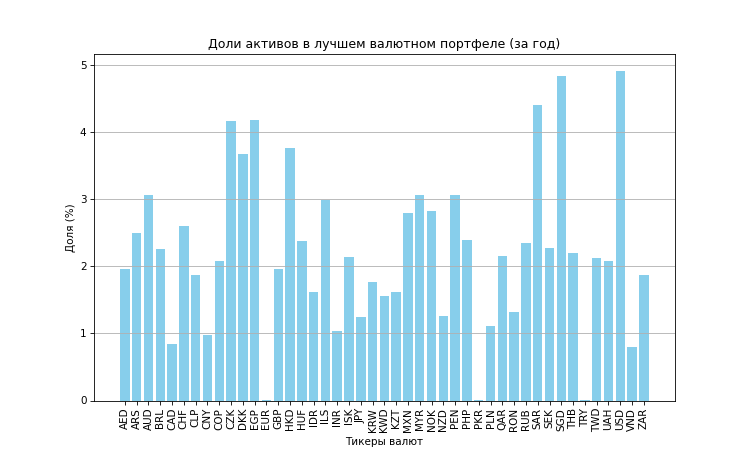 Доли активов в лучшем валютном портфеле (за год)
Доля (%)
5
4
3
2
1
0
AED ARS AUD BRL CAD CHF CLP CNY COP CZK DKK EGP EUR GBP HKD HUF IDR ILS INR ISK JPY KRW KWD KZT MXN MYR NOK NZD PEN PHP PKR PLN QAR RON RUB SAR SEK SGD THB TRY TWD UAH USD VND ZAR
Тикеры валют